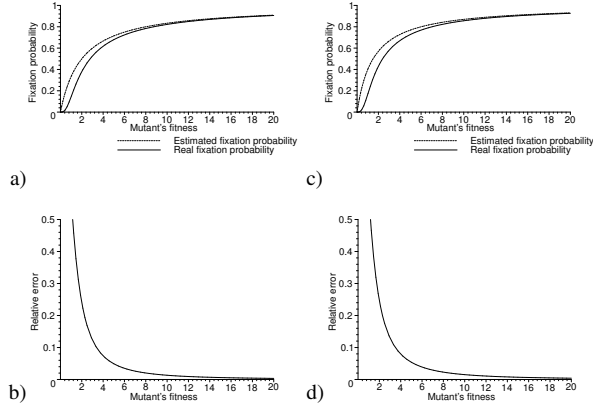 1
0.8
0.6
0.4
0.2
0
Fixation probability
2 4 6 8 10 12 14 16 18 20
Mutant's fitness
Estimated fixation probability
Real fixation probability
a)
1
0.8
0.6
0.4
0.2
0
Fixation probability
2 4 6 8 10 12 14 16 18 20
Mutant's fitness
Estimated fixation probability
Real fixation probability
c)
0.5
0.4
0.3
0.2
0.1
0
Relative error
2 4 6 8 10 12 14 16 18 20
Mutant's fitness
b)
0.5
0.4
0.3
0.2
0.1
0
Relative error
2 4 6 8 10 12 14 16 18 20
Mutant's fitness
d)